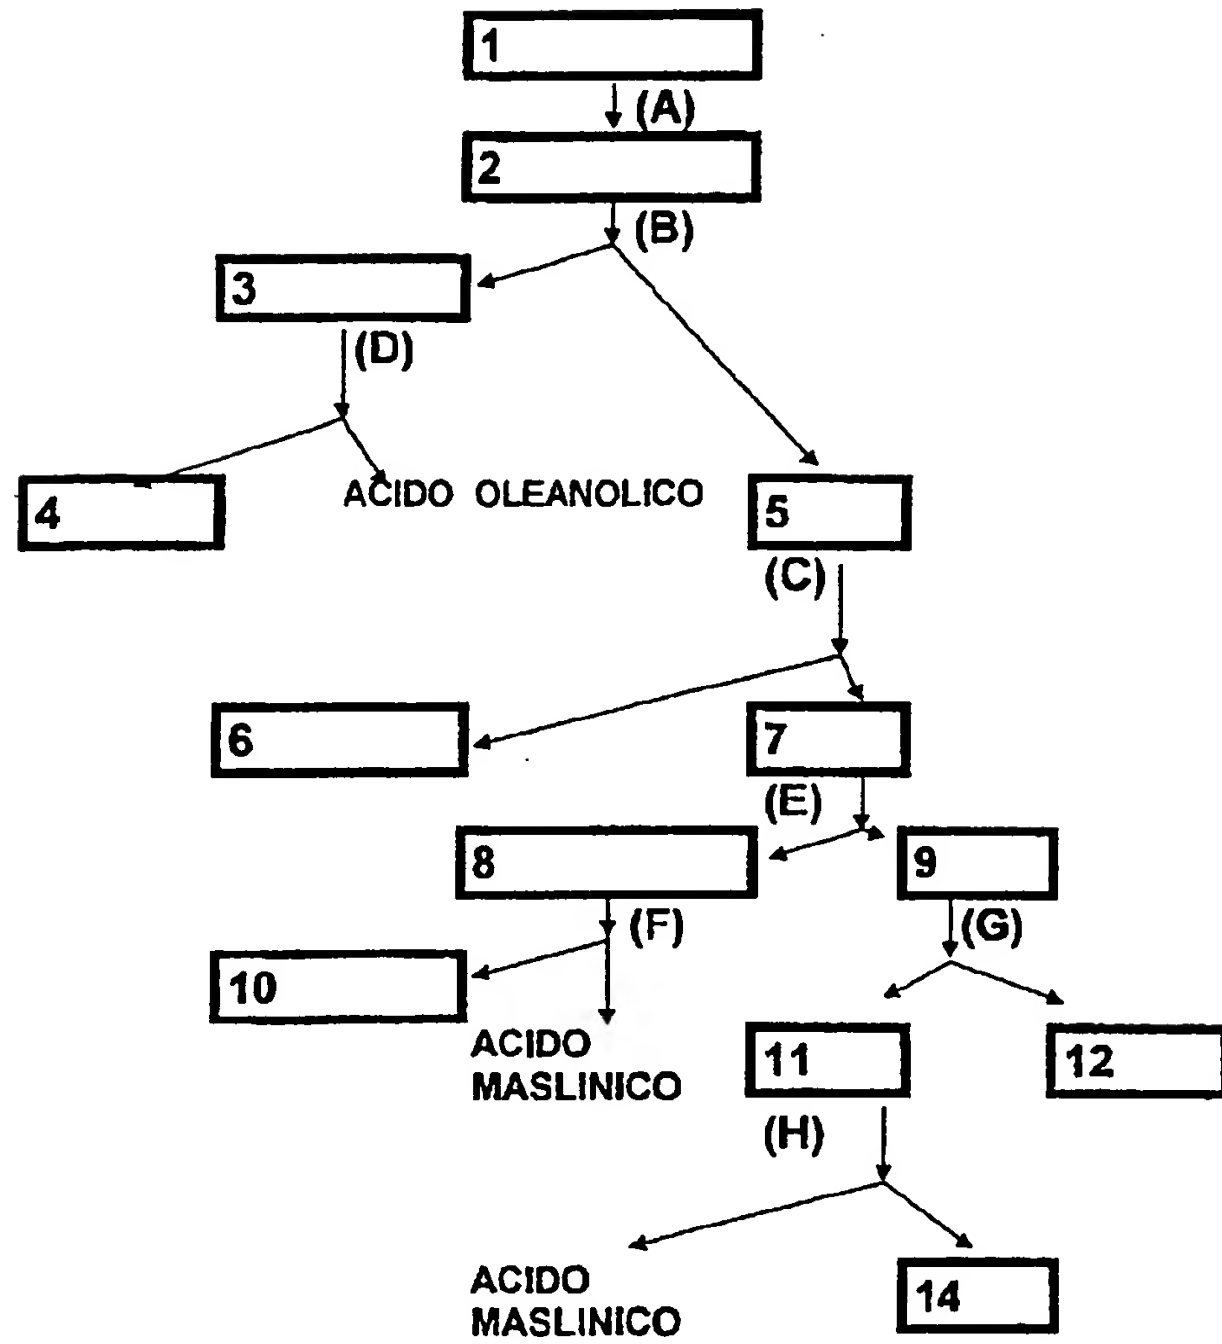 1
(A)
2
(B)
3
(D)
4
ACIDO OLEANOLICO
5
(C)
6
7
(E)
8
9
(F)
(G)
10
ACIDO
MASLINICO
11
12
(H)
ACIDO
MASLINICO
14